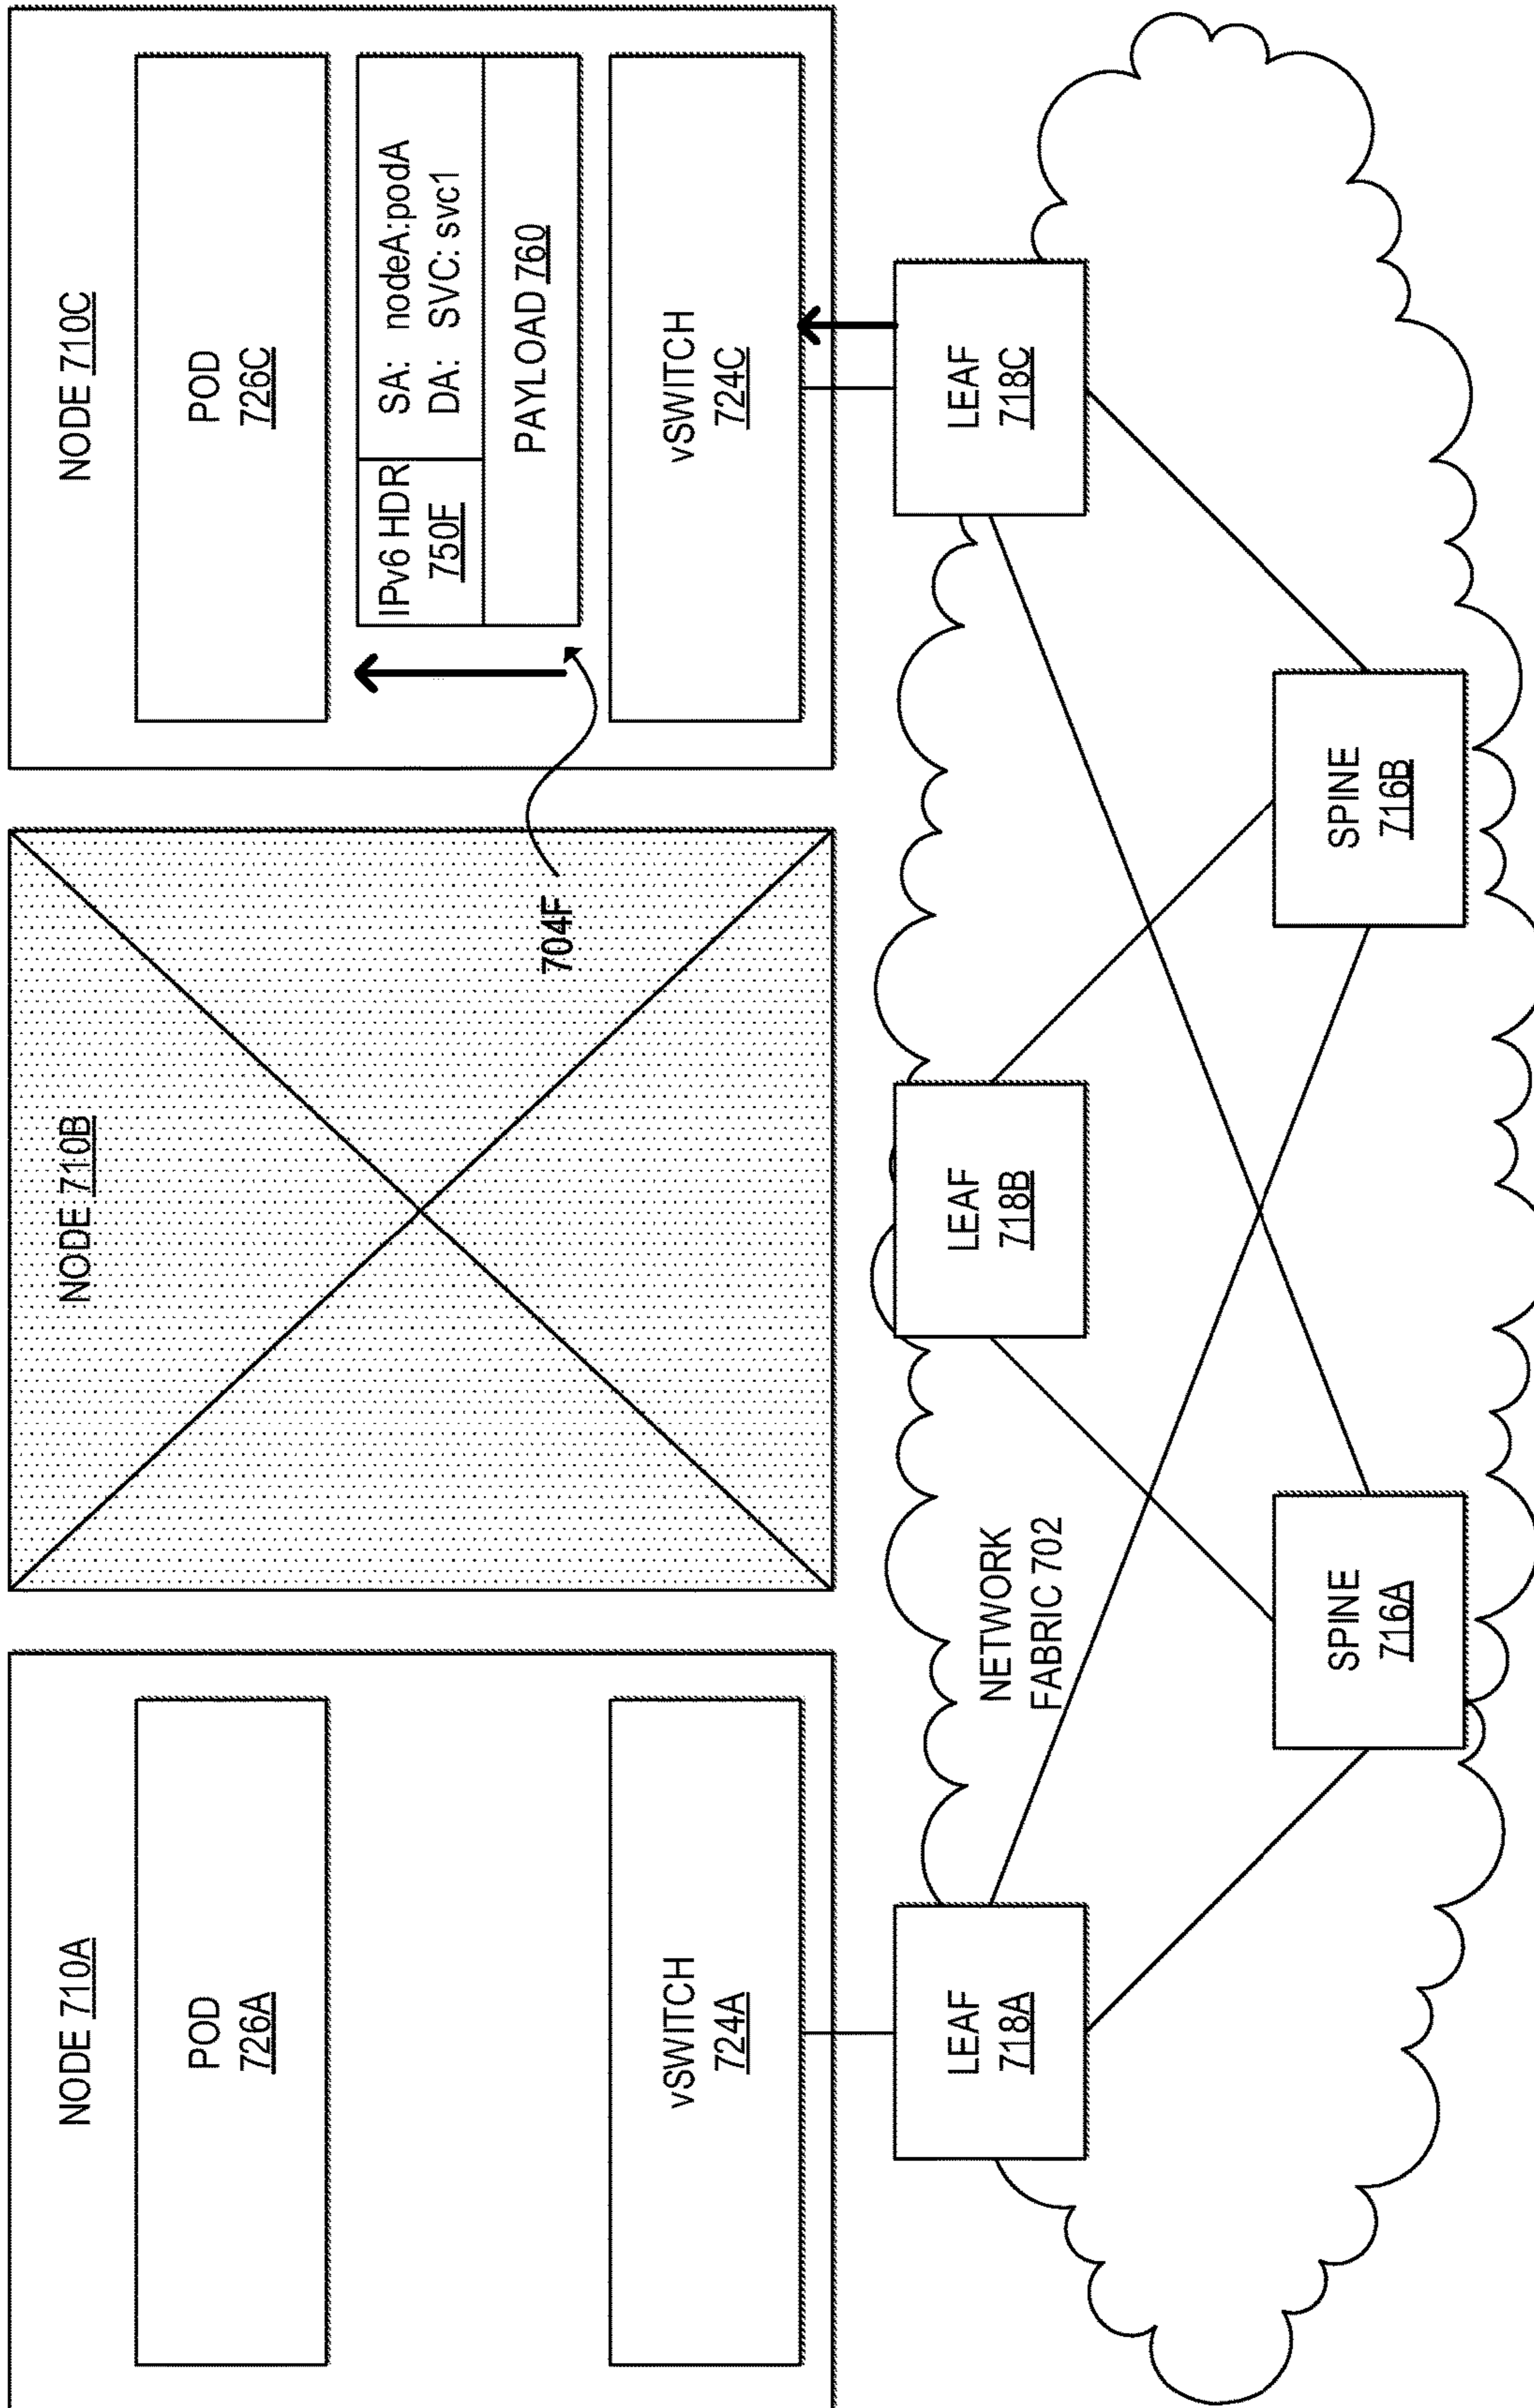 NODE 710A
POD
726A
vSWITCH
724A
NODE 710B
704F
NODE 710C
POD
726C
IPv6 HDR
750F
SA: nodeA:podA
DA: SVC: svc1
PAYLOAD 760
vSWITCH
724C
LEAF
718A
LEAF
718B
LEAF
718C
NETWORK
FABRIC 702
SPINE
716A
SPINE
716B